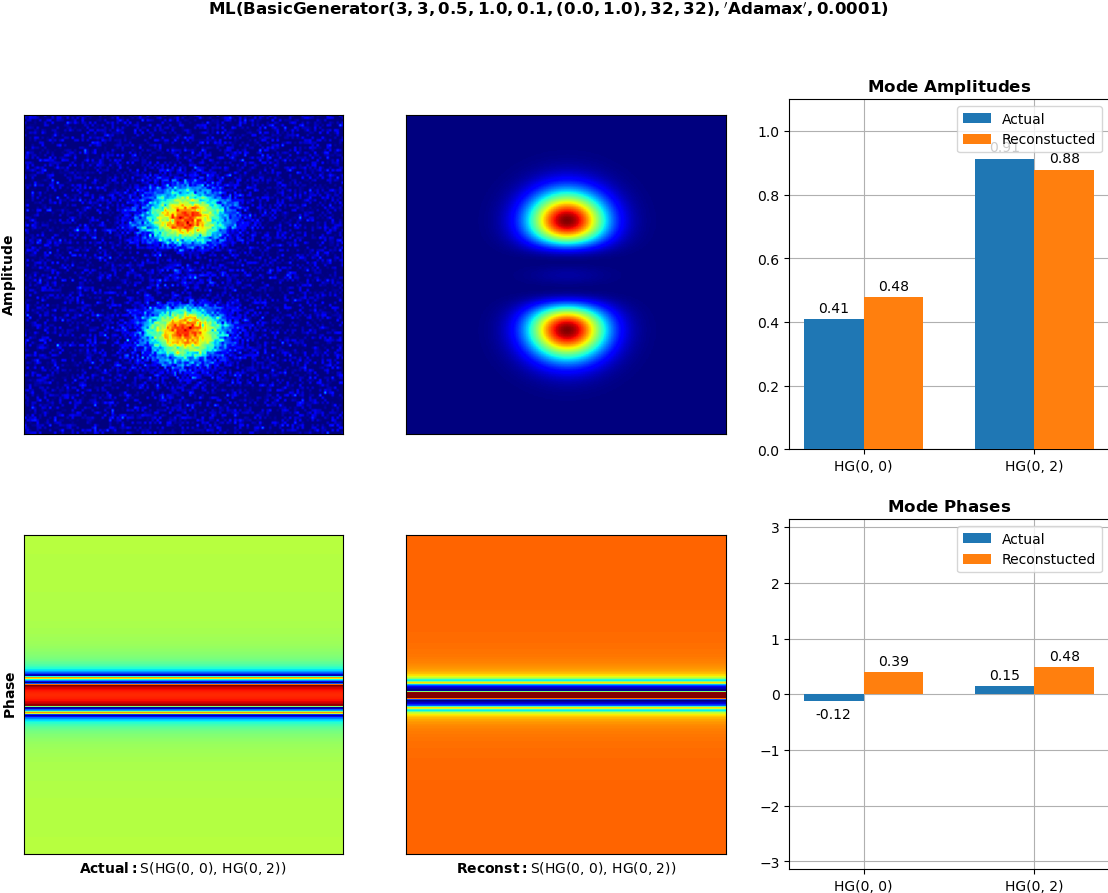 ML(BasicGenerator(3, 3, 0.5, 1.0, 0.1, (0.0, 1.0), 32, 32), ′Adamax′, 0.0001)
Amplitude
Mode Amplitudes
Actual
Reconstucted
1.0
0.8
0.6
0.4
0.2
0.0
0.41
0.48
0.91
0.88
HG(0, 0)
HG(0, 2)
Phase
Actual: S(HG(0, 0), HG(0, 2))
Reconst: S(HG(0, 0), HG(0, 2))
Mode Phases
Actual
Reconstucted
3
2
1
0
−1
−2
−3
-0.12
0.39
0.15
0.48
HG(0, 0)
HG(0, 2)